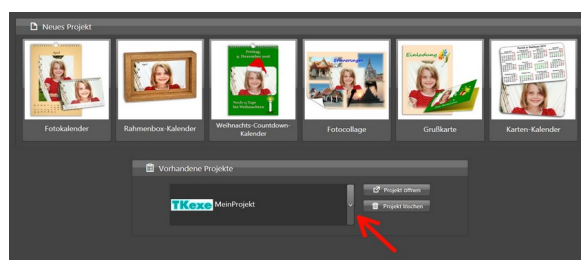 Neues Projekt
Fotokalender
Rahmenbox-Kalender
Weihnachts-Countdown-
Kalender
Fotocollage
Grußkarte
Karten-Kalender
Einladung
Vorhandene Projekte
TKexe MeinProjekt
Projekt öffnen
Projekt löschen